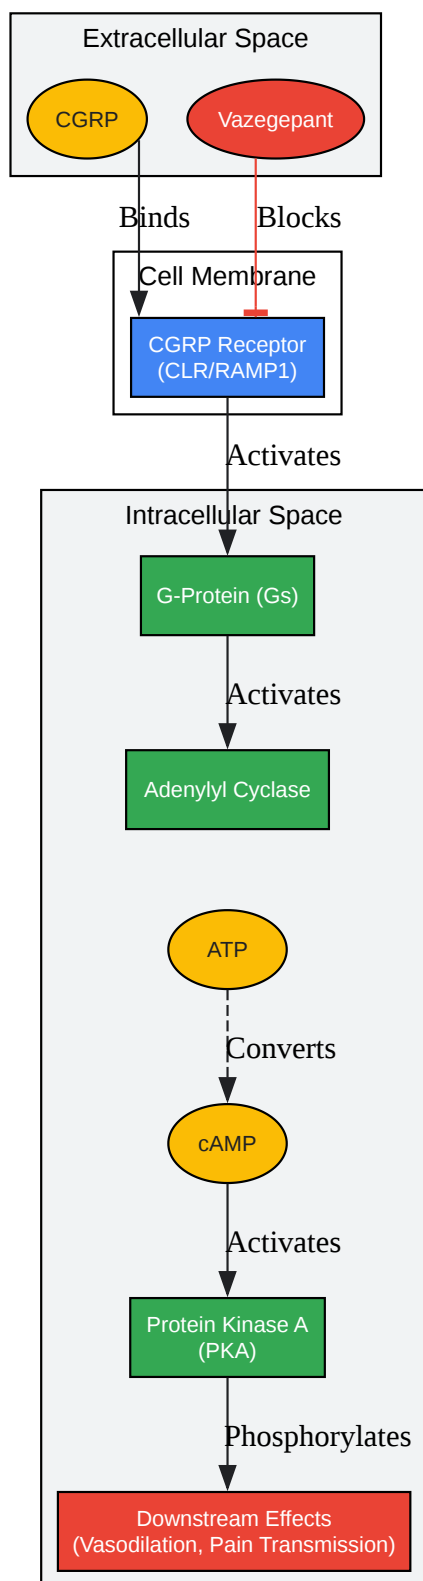 Extracellular Space
CGRP
Vazegepant
Binds
Blocks
Cell Membrane
CGRP Receptor
(CLR/RAMP1)
Activates
Intracellular Space
G-Protein (Gs)
Activates
Adenylyl Cyclase
ATP
Converts
cAMP
Activates
Protein Kinase A
(PKA)
Phosphorylates
Downstream Effects
(Vasodilation, Pain Transmission)